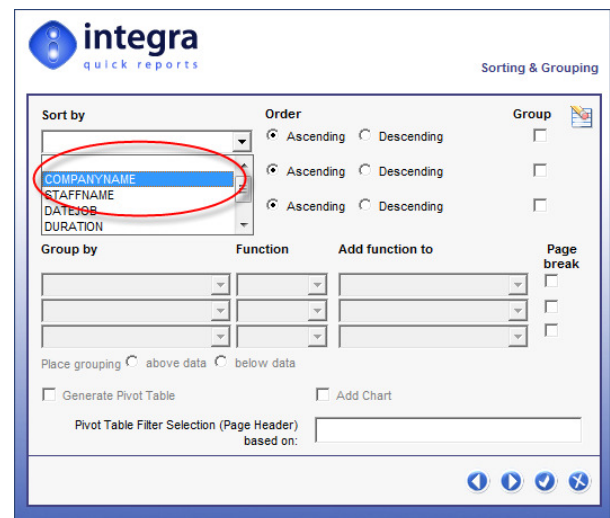 integra
quick reports
Sorting & Grouping
Sort by Order Group
Ascending Descending
COMPANYNAME Ascending Descending
STAFFNAME
DATEJOB Ascending Descending
DURATION
Group by Function Add function to Page break
Place grouping above data below data
Generate Pivot Table Add Chart
Pivot Table Filter Selection (Page Header)
based on: